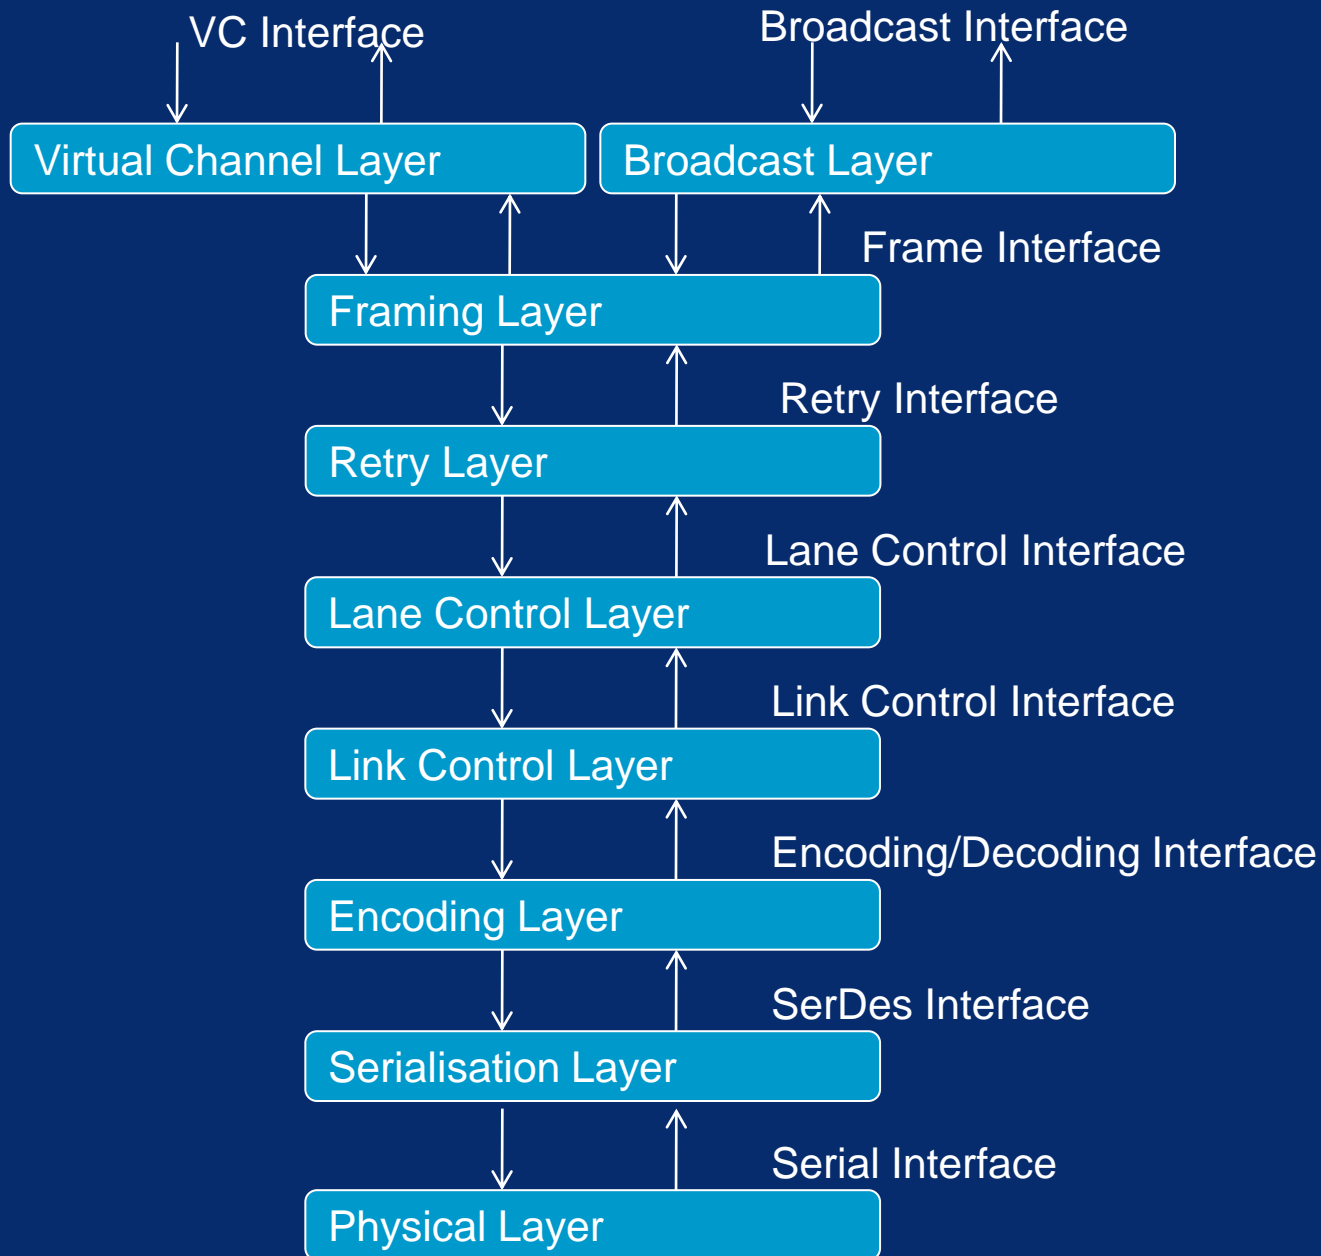 VC Interface
Broadcast Interface
Virtual Channel Layer
Broadcast Layer
Frame Interface
Framing Layer
Retry Interface
Retry Layer
Lane Control Interface
Lane Control Layer
Link Control Interface
Link Control Layer
Encoding/Decoding Interface
Encoding Layer
SerDes Interface
Serialisation Layer
Serial Interface
Physical Layer